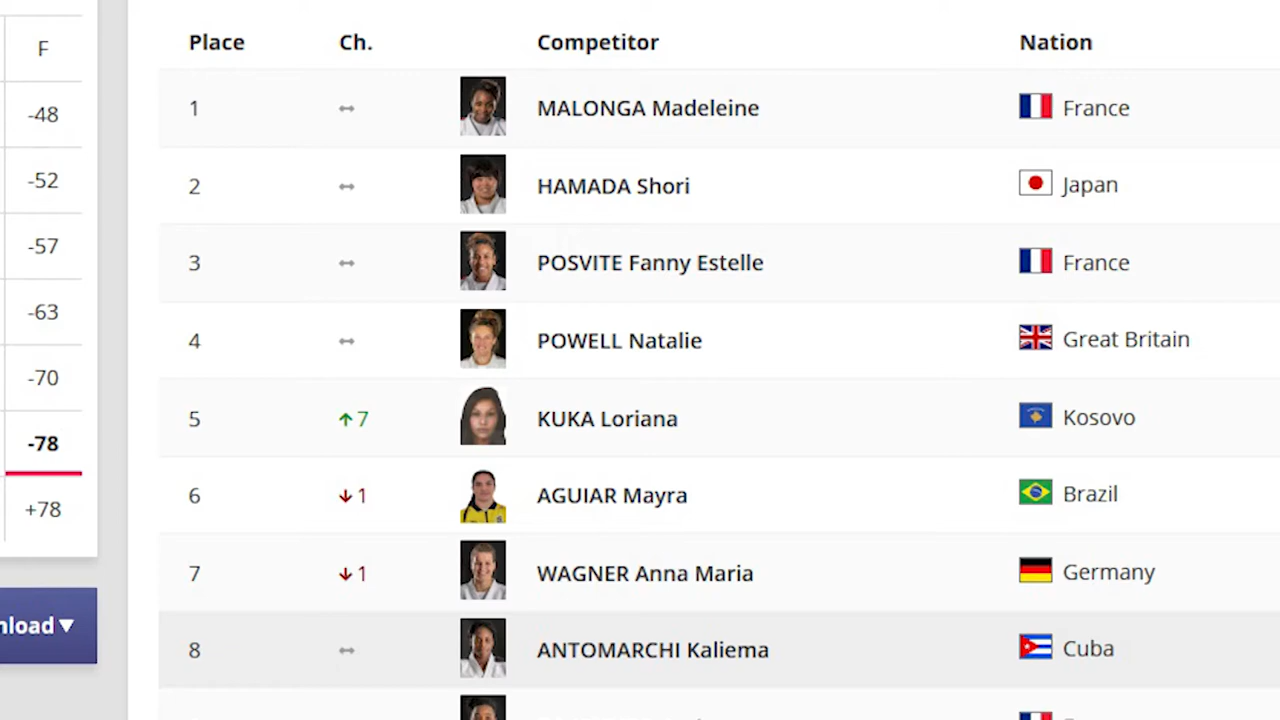 Place Ch. Competitor Nation
F
1 MALONGA Madeleine France
-48
2 HAMADA Shori Japan
-52
3 POSVITE Fanny Estelle France
-57
4 POWELL Natalie Great Britain
-63
5 7 KUKA Loriana Kosovo
-70
-78
6 1 AGUIAR Mayra Brazil
+78
7 1 WAGNER Anna Maria Germany
nload
8 ANTOMARCHI Kaliema Cuba